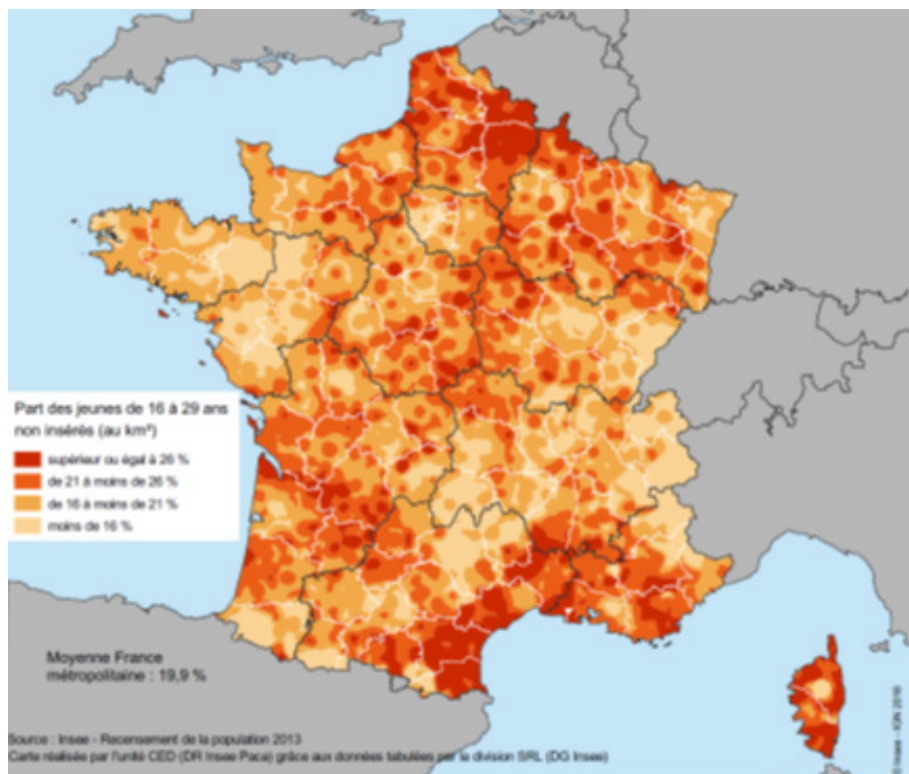 Part des jeunes de 16 à 29 ans
non insérés (au km²)
supérieur ou égal à 26 %
de 21 à moins de 26 %
de 16 à moins de 21 %
moins de 16 %
Moyenne France
métropolitaine : 19,9 %
Source : Insee - Recensement de la population 2013
Carte réalisée par l'unité CED (DR Insee Paca) grâce aux données tabulées par la division SRL (DG Insee)
© Insee - IGN 2016